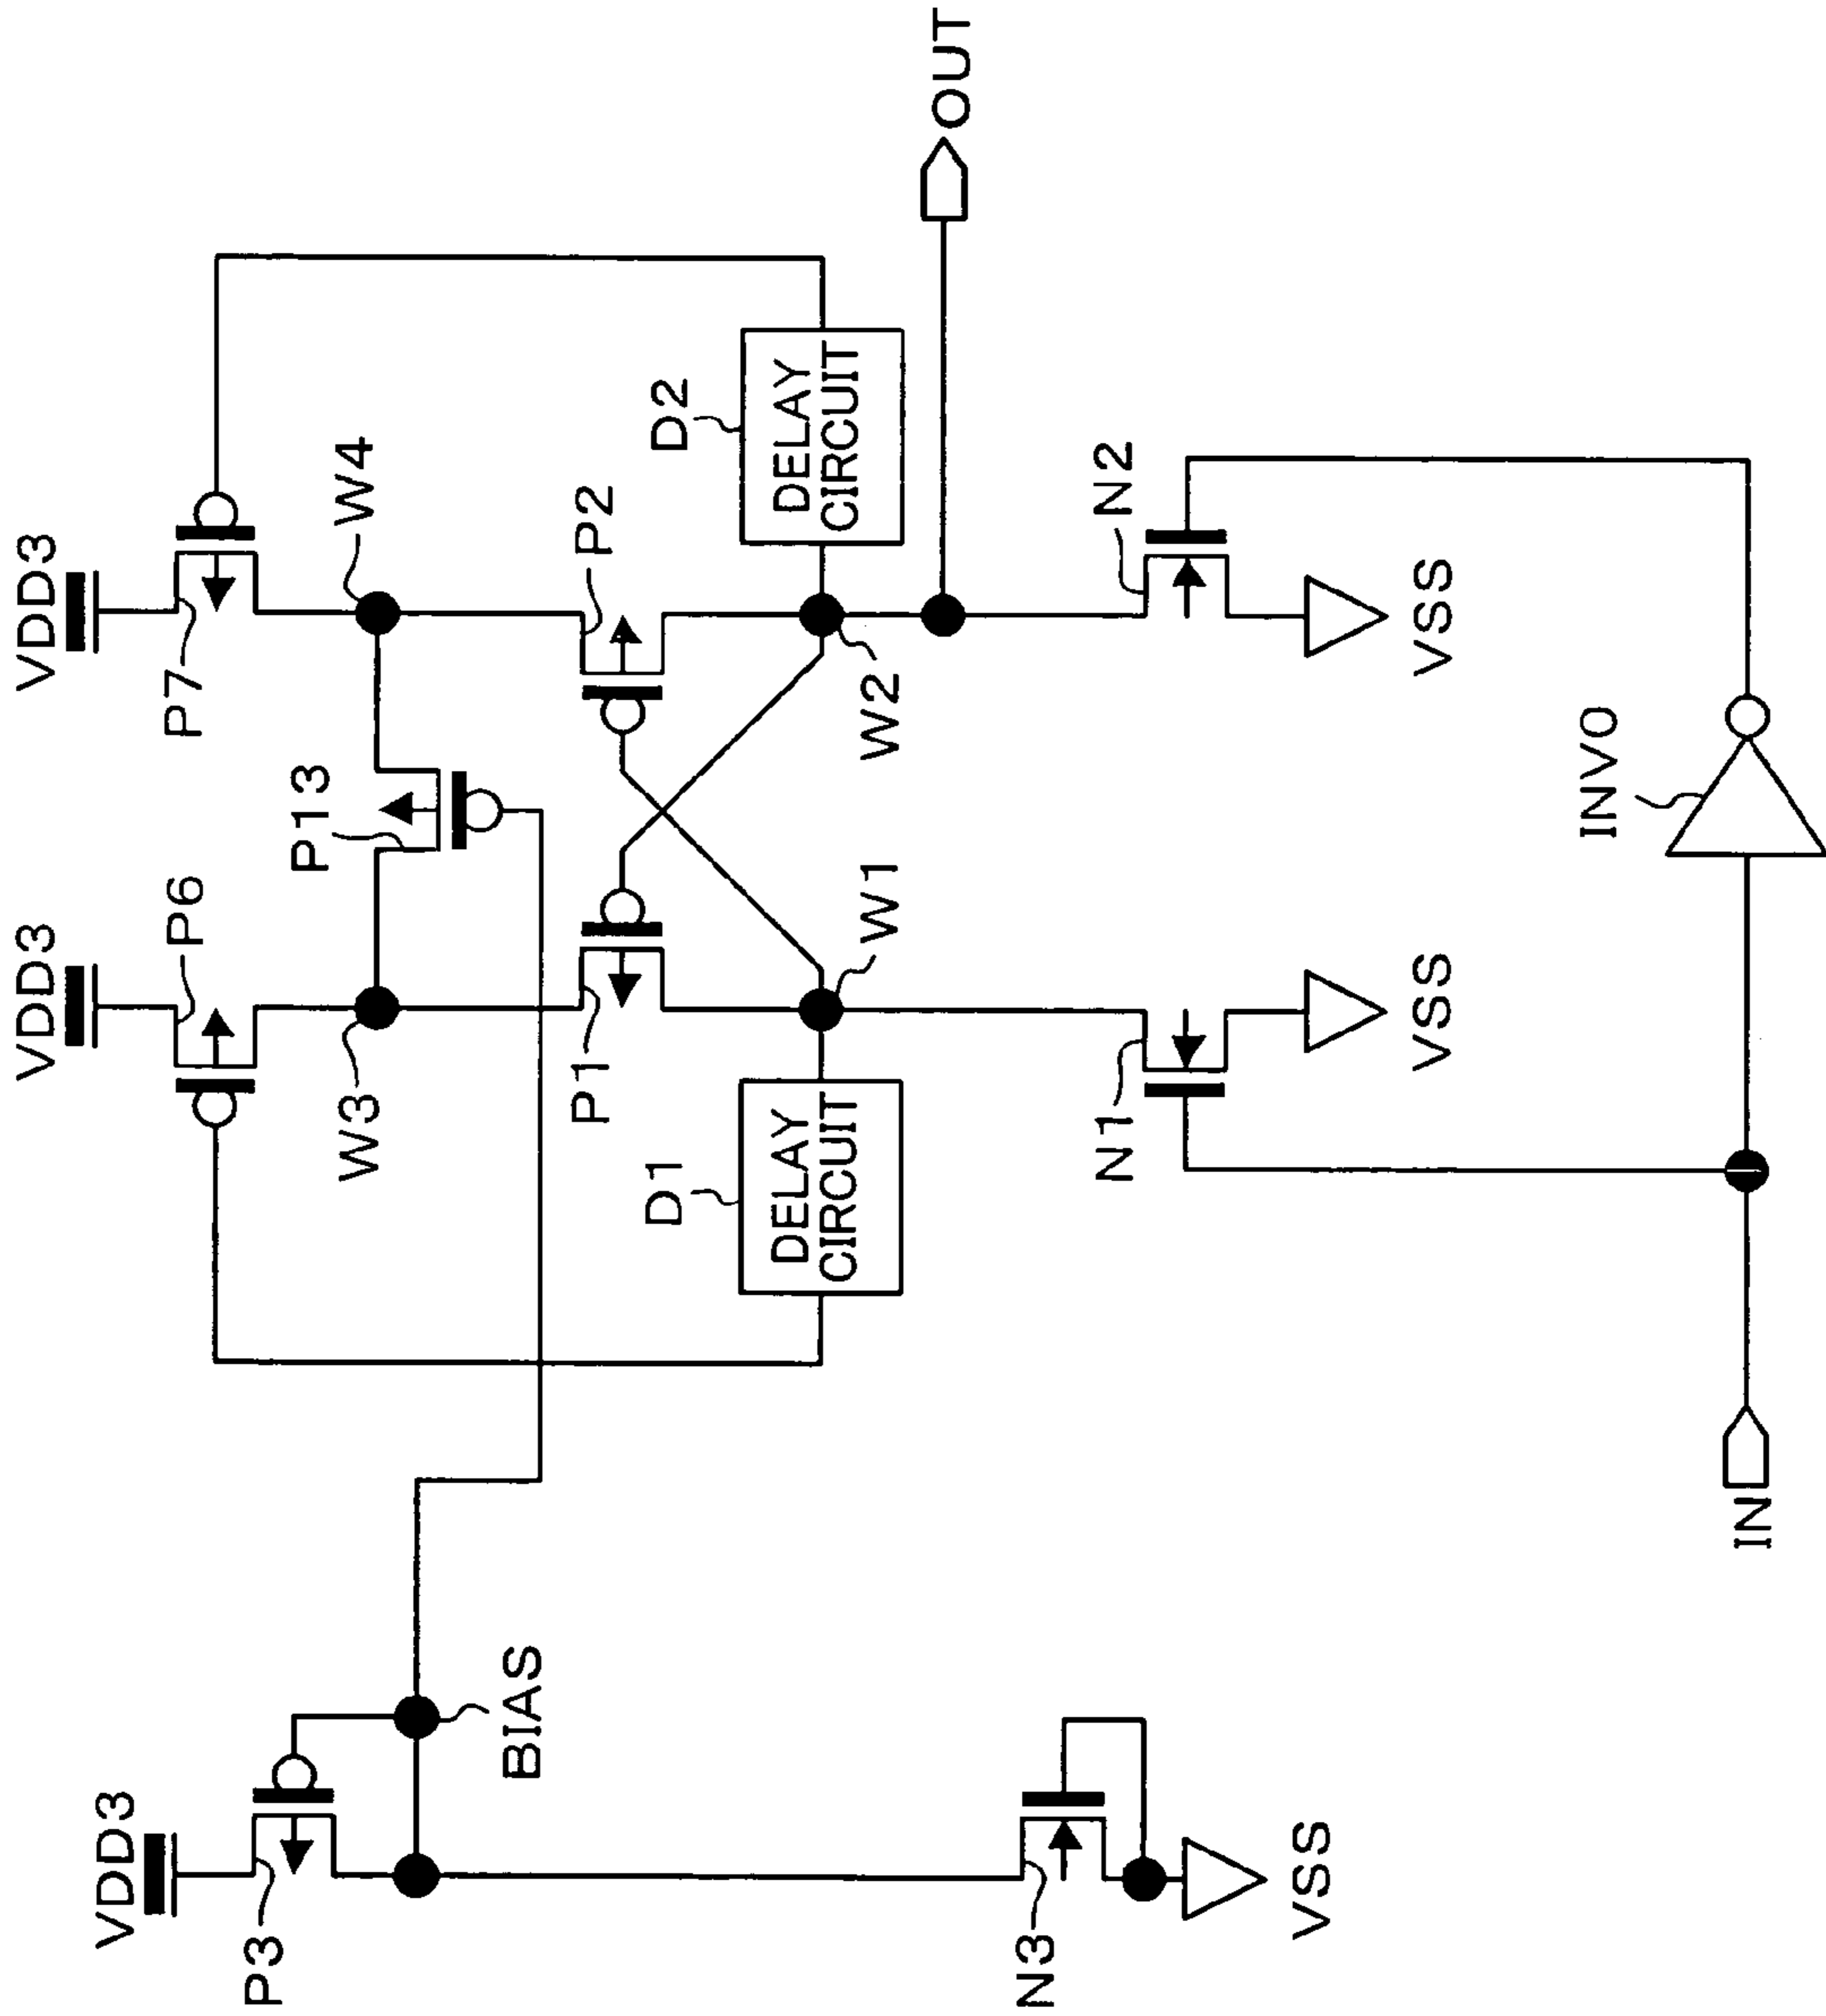 VDD3
P3
BIAS
N3
VSS
VDD3
P6
W3
P13
VDD3
P7
W4
P1
P2
D1
DELAY
CIRCUIT
W1
W2
D2
DELAY
CIRCUIT
OUT
N1
VSS
N2
VSS
INV0
IN